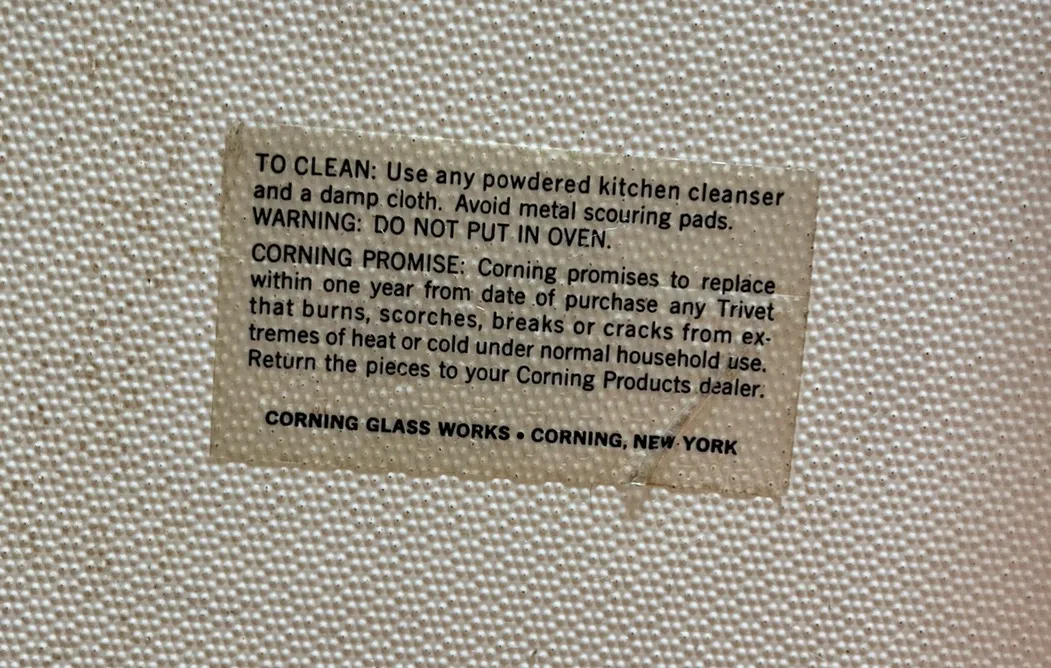 TO CLEAN: Use any powdered kitchen cleanser
and a damp cloth. Avoid metal scouring pads.
WARNING: DO NOT PUT IN OVEN.
CORNING PROMISE: Corning promises to replace
within one year from date of purchase any Trivet
that burns, scorches, breaks or cracks from ex-
tremes of heat or cold under normal household use.
Return the pieces to your Corning Products dealer.
CORNING GLASS WORKS • CORNING, NEW YORK